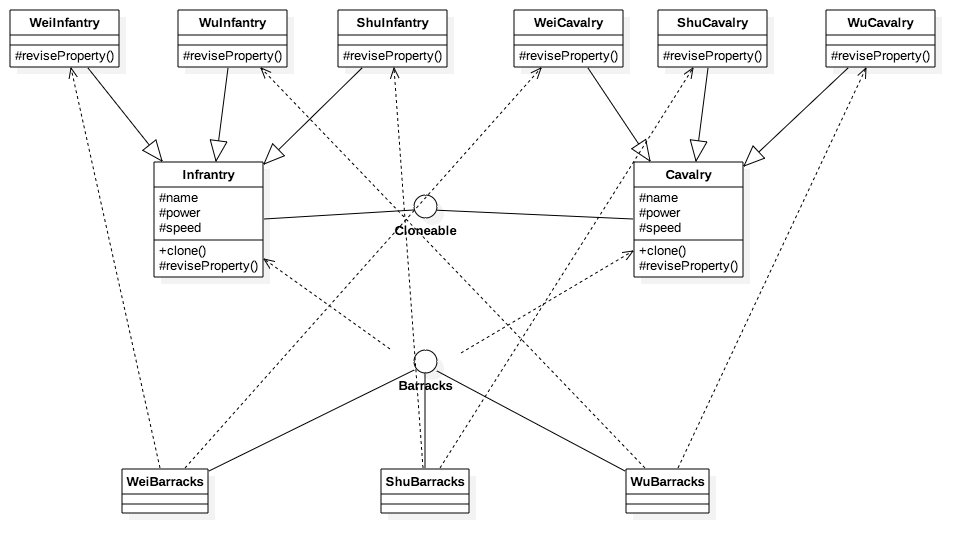 WeiInfantry
#reviseProperty()
WuInfantry
#reviseProperty()
ShuInfantry
#reviseProperty()
WeiCavalry
#reviseProperty()
ShuCavalry
#reviseProperty()
WuCavalry
#reviseProperty()
Infrantry
#name
#power
#speed
+clone()
#reviseProperty()
Cloneable
Cavalry
#name
#power
#speed
+clone()
#reviseProperty()
Barracks
WeiBarracks
ShuBarracks
WuBarracks